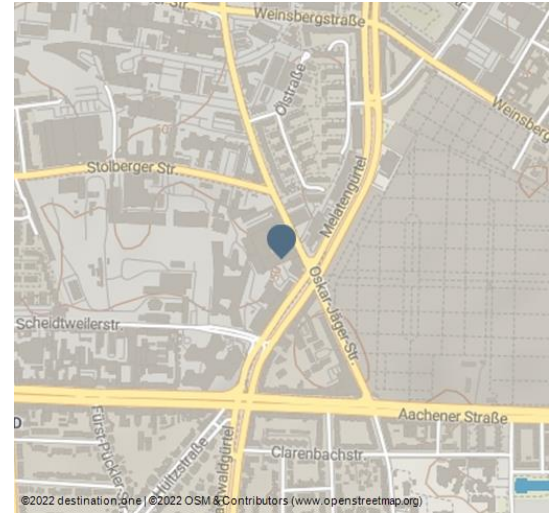 Str.
Weinsbergstraße
Ölstraße
Weinsberg
Stolberger Str.
Melatengürtel
Oskar-Jäger-Str.
Scheidtweilerstr.
Aachener Straße
Fürst-Pückler-S
Clarenbachstr.
©2022 destination.one | ©2022 OSM & Contributors (www.openstreetmap.org)